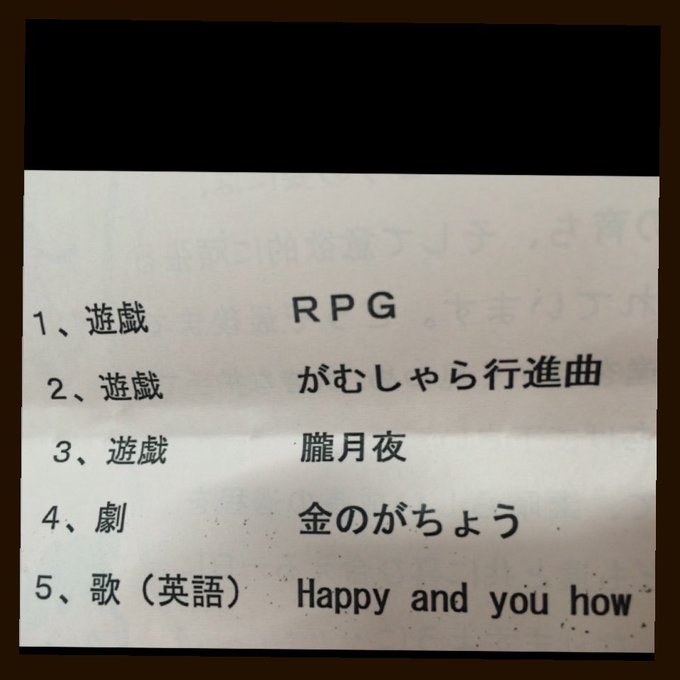 1、遊戯 RPG
2、遊戯 がむしゃら行進曲
3、遊戯 朧月夜
4、劇 金のがちょう
5、歌（英語） Happy and you how